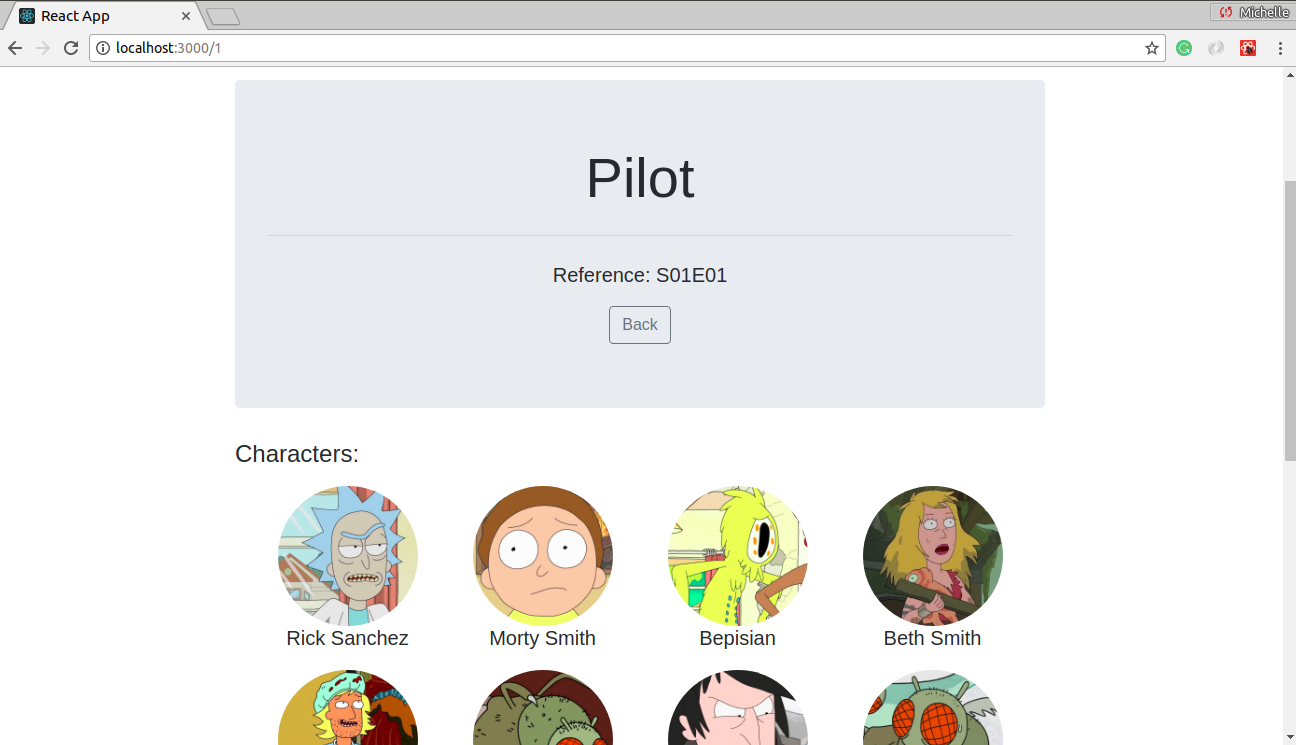 React App
Michelle
localhost:3000/1
Pilot
Reference: S01E01
Back
Characters:
Rick Sanchez
Morty Smith
Bepisian
Beth Smith